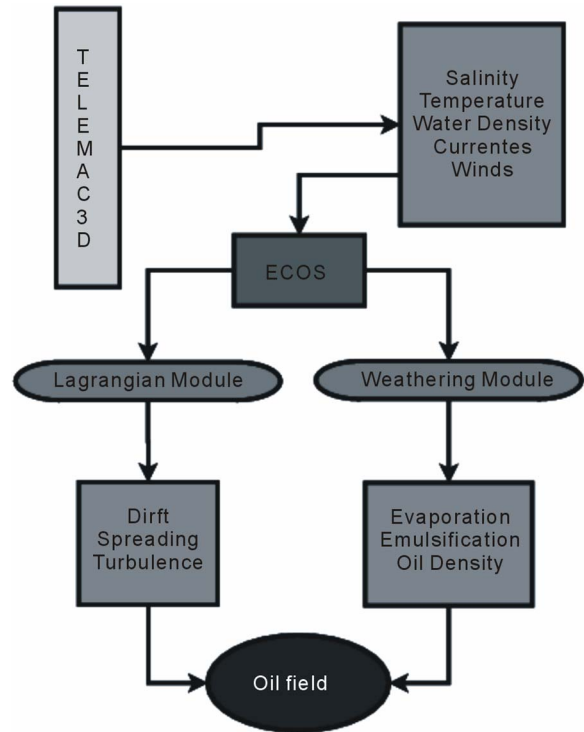 TELEMAC3D
Salinity
Temperature
Water Density
Currentes
Winds
ECOS
Lagrangian Module
Weathering Module
Dirft
Spreading
Turbulence
Evaporation
Emulsification
Oil Density
Oil field